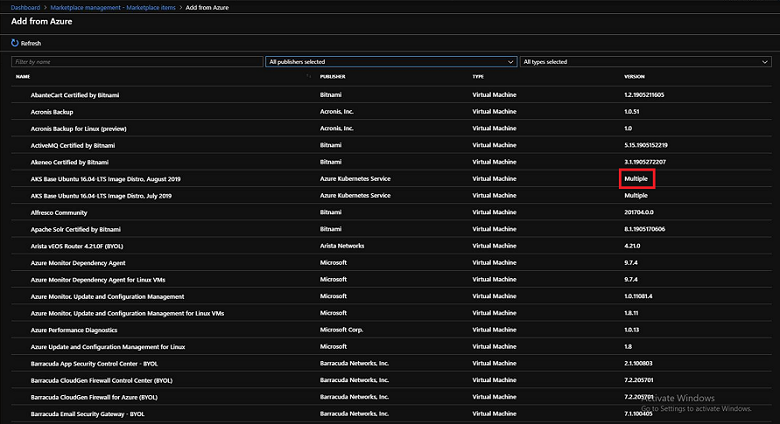 Dashboard > Marketplace management - Marketplace items > Add from Azure
Add from Azure
Refresh
Filter by name All publishers selected All types selected
NAME PUBLISHER TYPE VERSION
AbanteCart Certified by Bitnami Bitnami Virtual Machine 1.2.1905211605
Acronis Backup Acronis, Inc. Virtual Machine 1.0.51
Acronis Backup for Linux (preview) Acronis, Inc. Virtual Machine 1.0
ActiveMQ Certified by Bitnami Bitnami Virtual Machine 5.15.1905152219
Akeneo Certified by Bitnami Bitnami Virtual Machine 3.1.1905272207
AKS Base Ubuntu 16.04-LTS Image Distro, August 2019 Azure Kubernetes Service Virtual Machine Multiple
AKS Base Ubuntu 16.04-LTS Image Distro, July 2019 Azure Kubernetes Service Virtual Machine Multiple
Alfresco Community Bitnami Virtual Machine 201704.0.0
Apache Solr Certified by Bitnami Bitnami Virtual Machine 8.1.1905170606
Arista vEOS Router 4.21.0F (BYOL) Arista Networks Virtual Machine 4.21.0
Azure Monitor Dependency Agent Microsoft Virtual Machine 9.7.4
Azure Monitor Dependency Agent for Linux VMs Microsoft Virtual Machine 9.7.4
Azure Monitor, Update and Configuration Management Microsoft Virtual Machine 1.0.11081.4
Azure Monitor, Update and Configuration Management for Linux VMs Microsoft Virtual Machine 1.8.11
Azure Performance Diagnostics Microsoft Corp. Virtual Machine 1.0.13
Azure Update and Configuration Management for Linux Microsoft Virtual Machine 1.8
Barracuda App Security Control Center - BYOL Barracuda Networks, Inc. Virtual Machine 2.1.100803
Barracuda CloudGen Firewall Control Center (BYOL) Barracuda Networks, Inc. Virtual Machine 7.2.205701
Barracuda CloudGen Firewall for Azure (BYOL) Barracuda Networks, Inc. Virtual Machine 7.2.205701
Activate Windows
Barracuda Email Security Gateway - BYOL Barracuda Networks, Inc. Virtual Machine 7.1.100405
Go to Settings to activate Windows.